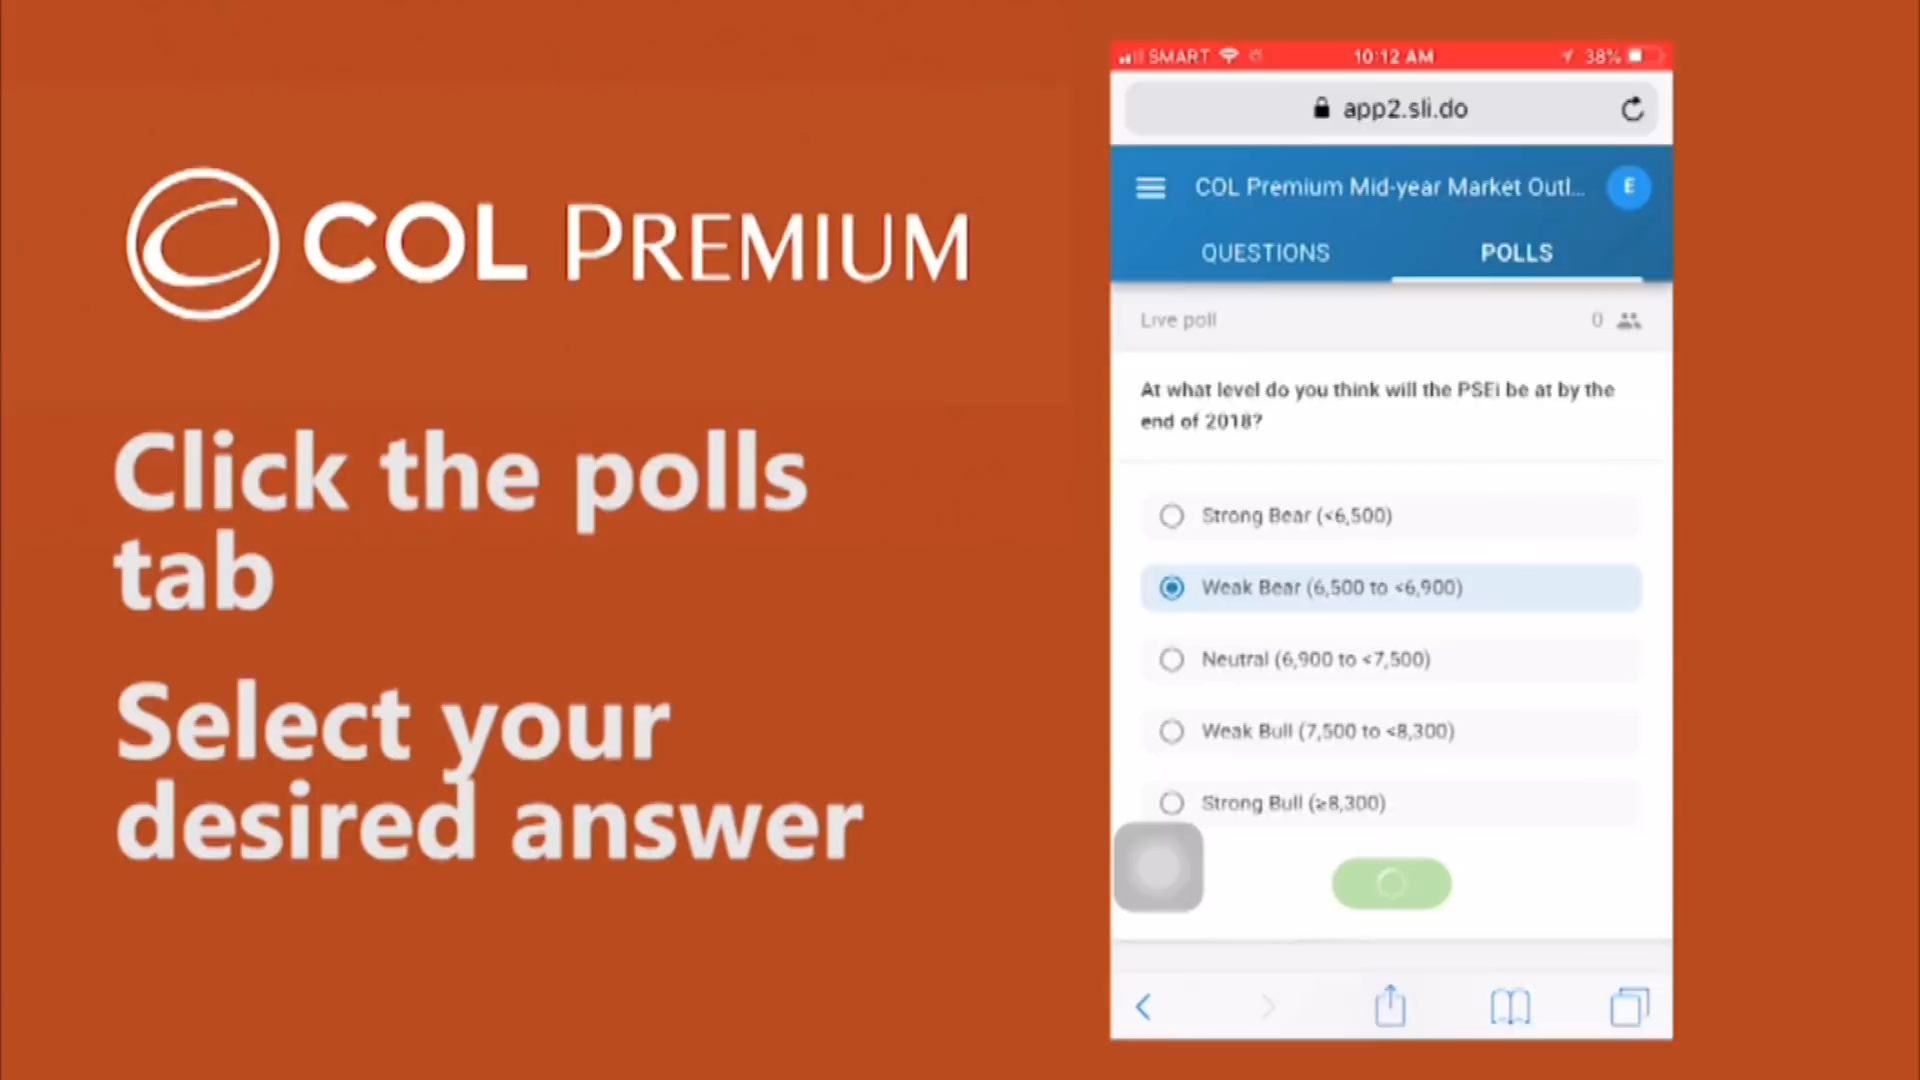 COL PREMIUM
Click the polls
tab
Select your
desired answer
SMART 10:12 AM 38%
app2.sli.do
COL Premium Mid-year Market Outl... E
QUESTIONS POLLS
Live poll 0
At what level do you think will the PSEi be at by the
end of 2018?
Strong Bear (<6,500)
Weak Bear (6,500 to <6,900)
Neutral (6,900 to <7,500)
Weak Bull (7,500 to <8,300)
Strong Bull (≥8,300)